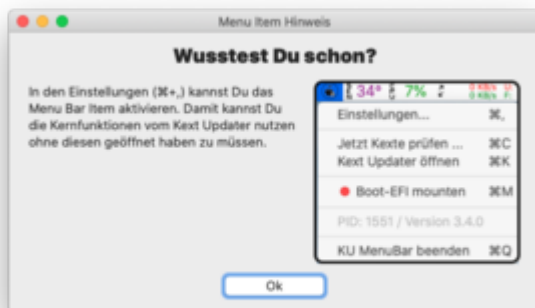 Menu Item Hinweis
Wusstest Du schon?
In den Einstellungen (⌘+,) kannst Du das
Menu Bar Item aktivieren. Damit kannst Du
die Kernfunktionen vom Kext Updater nutzen
ohne diesen geöffnet haben zu müssen.
34° 7%
Einstellungen... ⌘,
Jetzt Kexte prüfen ... ⌘C
Kext Updater öffnen ⌘K
Boot-EFI mounten ⌘M
PID: 1551 / Version 3.4.0
KU MenuBar beenden ⌘Q
Ok